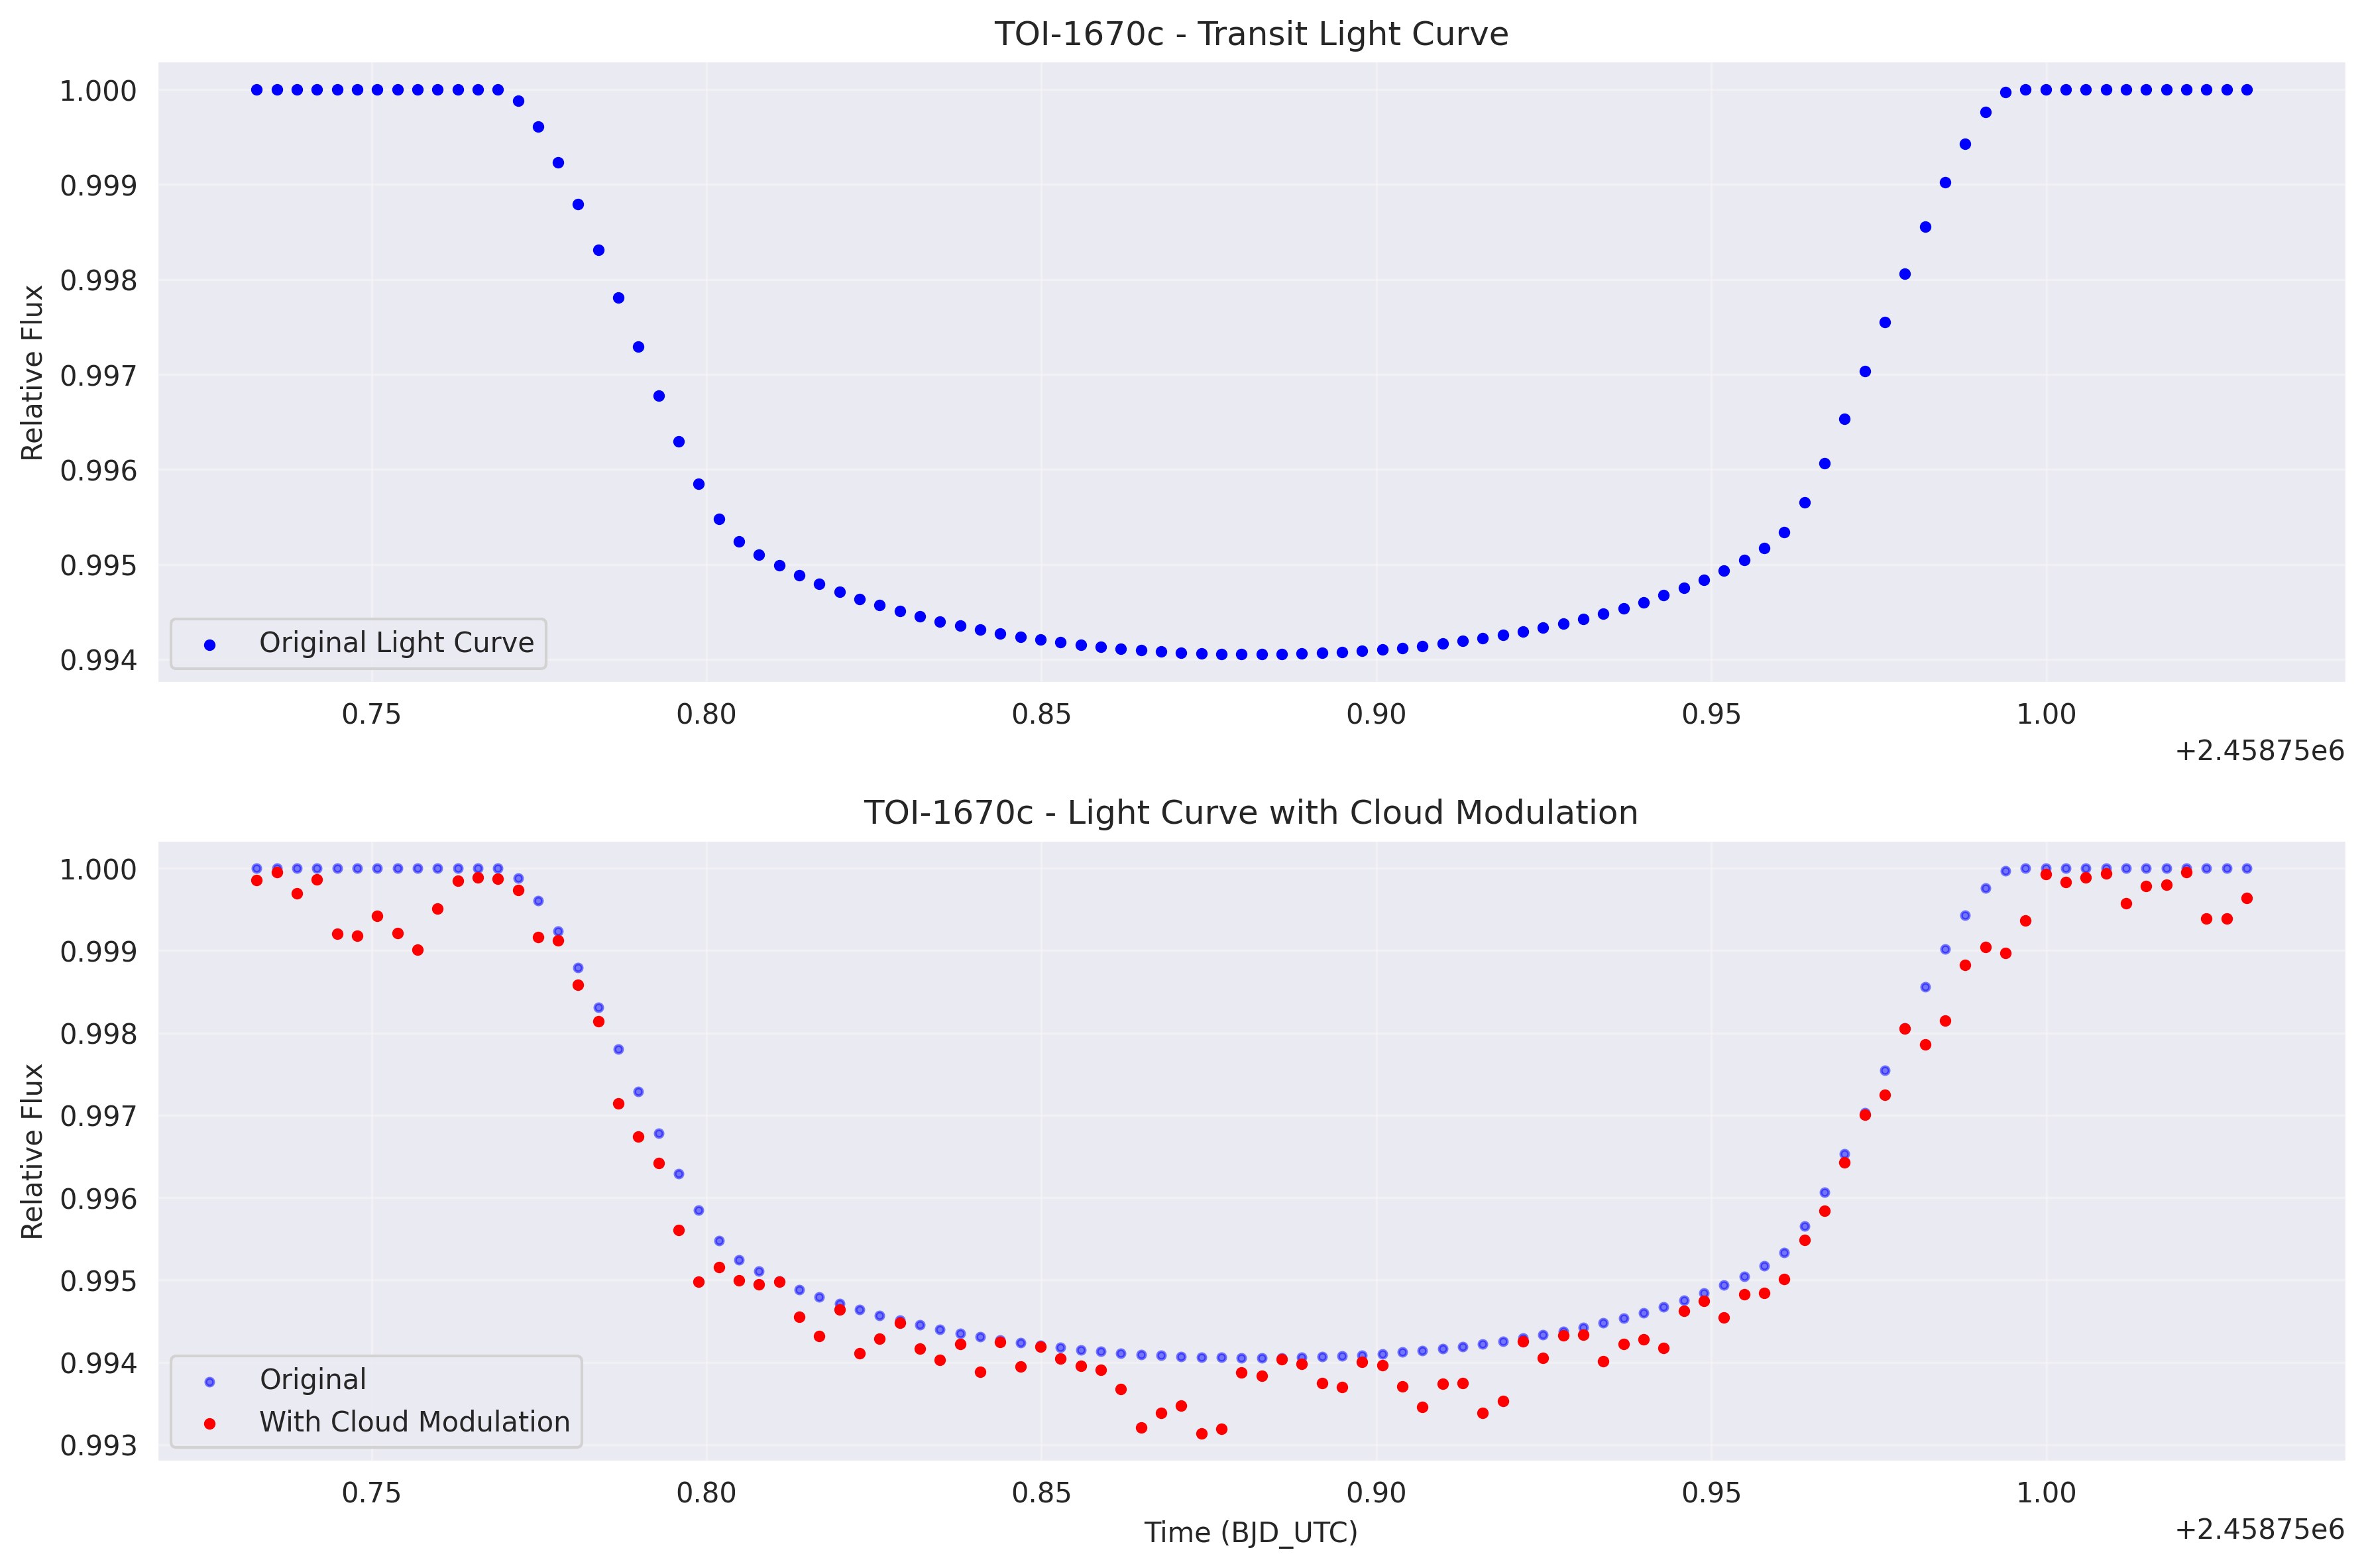 TOI-1670c - Transit Light Curve
Relative Flux
1.000
0.999
0.998
0.997
0.996
0.995
0.994
Original Light Curve
0.75 0.80 0.85 0.90 0.95 1.00
+2.45875e6
TOI-1670c - Light Curve with Cloud Modulation
Relative Flux
1.000
0.999
0.998
0.997
0.996
0.995
0.994
0.993
Original
With Cloud Modulation
0.75 0.80 0.85 0.90 0.95 1.00
Time (BJD_UTC)
+2.45875e6